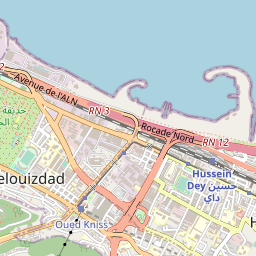 Avenue de l'ALN
RN 3
Rocade Nord
RN 12
Hussein
Dey حسين
داي
elouizdad
Oued Kniss
H